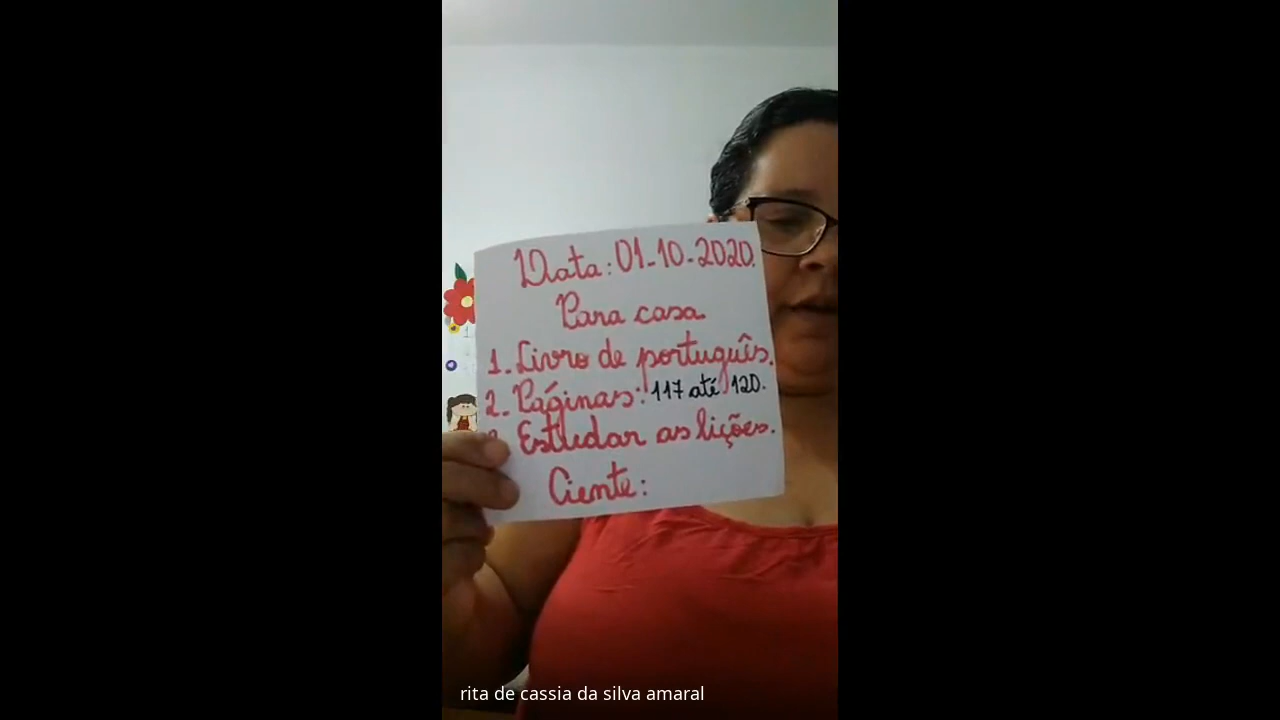 Data: 01-10-2020.
Para casa
1. Livro de português.
2. Páginas: 117 até 120.
Estudar as lições.
Ciente:
rita de cassia da silva amaral